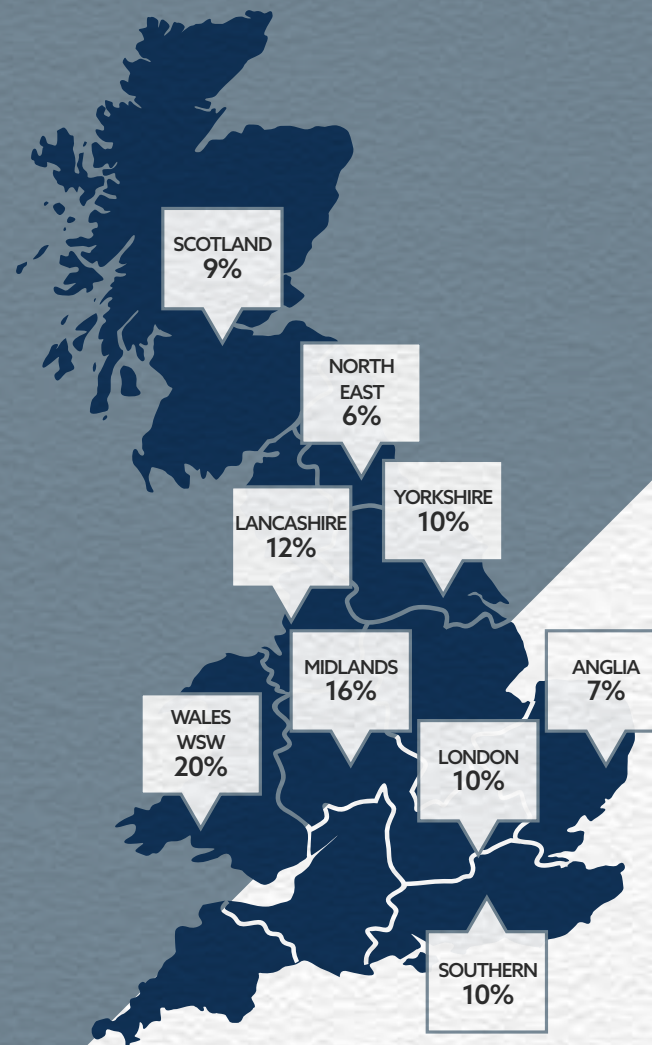 SCOTLAND
9%
NORTH
EAST
6%
YORKSHIRE
10%
LANCASHIRE
12%
MIDLANDS
16%
ANGLIA
7%
WALES
WSW
20%
LONDON
10%
SOUTHERN
10%